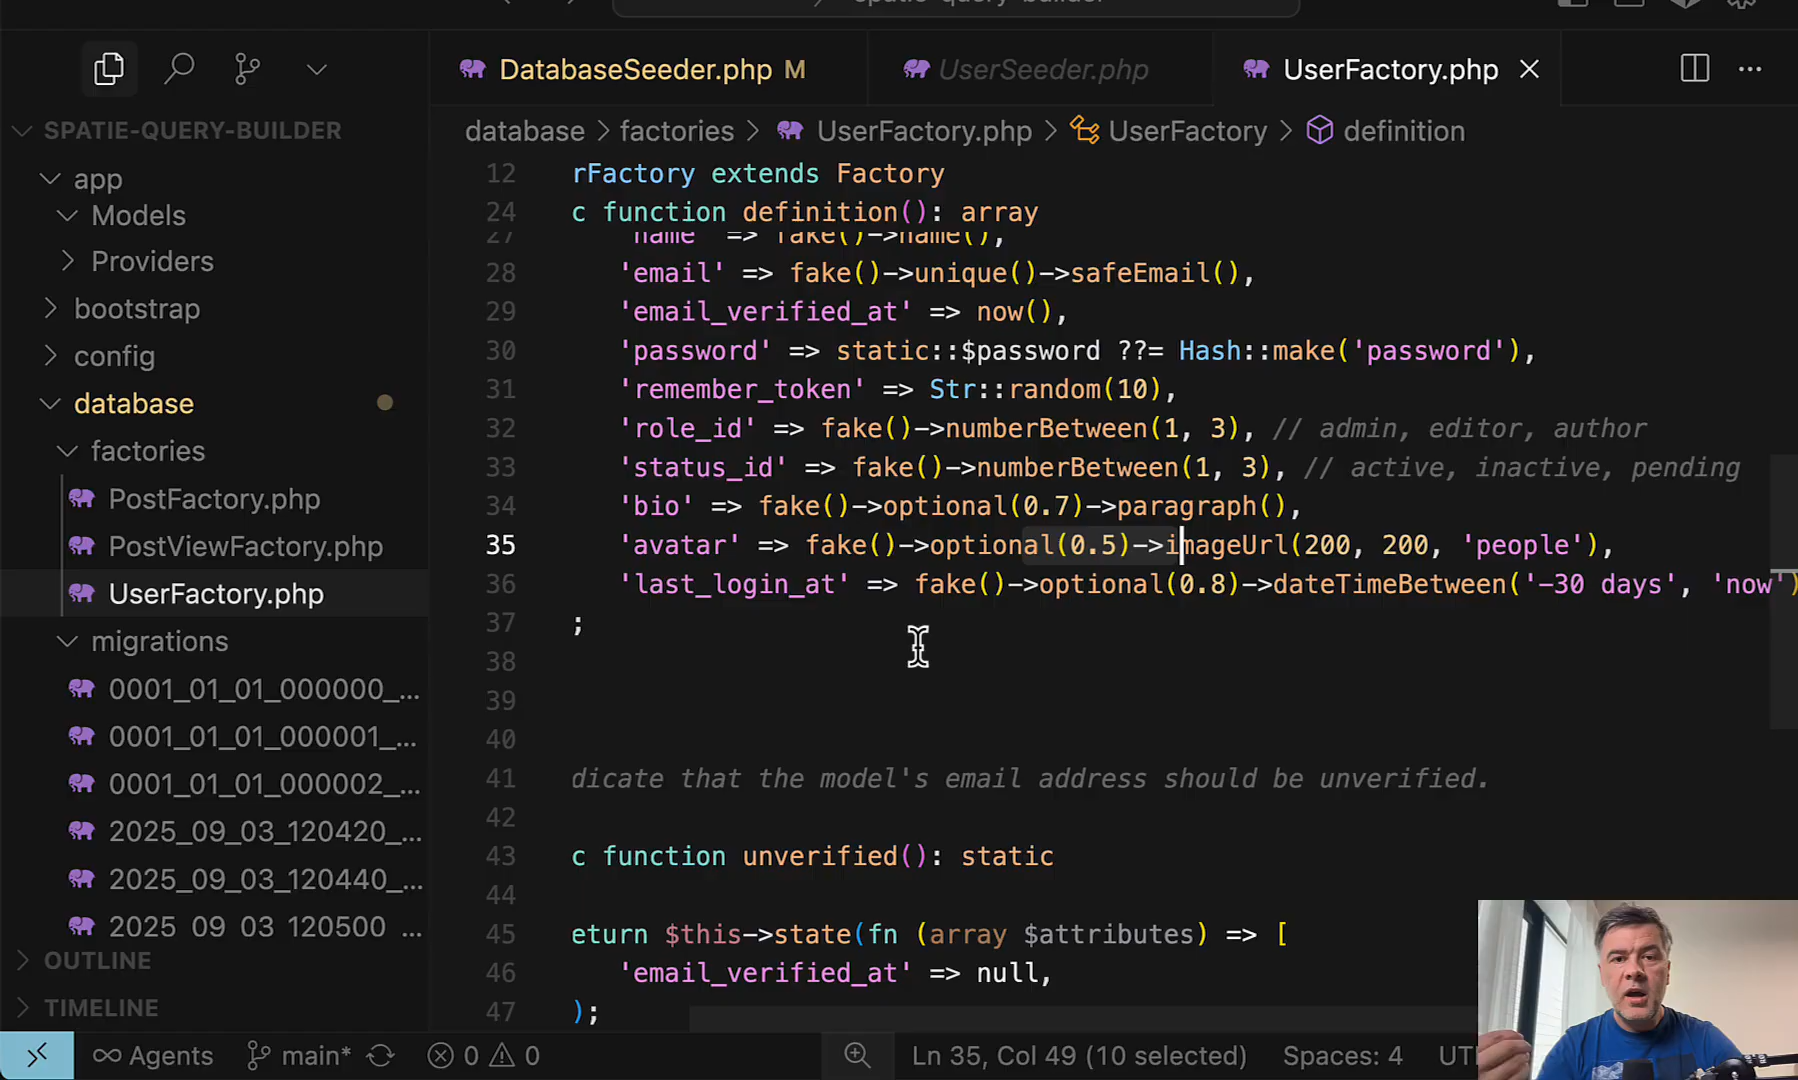 spatie-query-builder
DatabaseSeeder.php M
UserSeeder.php
UserFactory.php
SPATIE-QUERY-BUILDER
database > factories > UserFactory.php > UserFactory > definition
app
Models
Providers
bootstrap
config
database
factories
PostFactory.php
PostViewFactory.php
UserFactory.php
migrations
0001_01_01_000000_...
0001_01_01_000001_...
0001_01_01_000002_...
2025_09_03_120420_...
2025_09_03_120440_...
2025_09_03_120500_...
OUTLINE
TIMELINE
12 rFactory extends Factory
24 c function definition(): array
27 'name' => fake()->name(),
28 'email' => fake()->unique()->safeEmail(),
29 'email_verified_at' => now(),
30 'password' => static::$password ??= Hash::make('password'),
31 'remember_token' => Str::random(10),
32 'role_id' => fake()->numberBetween(1, 3), // admin, editor, author
33 'status_id' => fake()->numberBetween(1, 3), // active, inactive, pending
34 'bio' => fake()->optional(0.7)->paragraph(),
35 'avatar' => fake()->optional(0.5)->imageUrl(200, 200, 'people'),
36 'last_login_at' => fake()->optional(0.8)->dateTimeBetween('-30 days', 'now')
37 ;
38
39
40
41 dicate that the model's email address should be unverified.
42
43 c function unverified(): static
44
45 eturn $this->state(fn (array $attributes) => [
46 'email_verified_at' => null,
47 );
Agents main* 0 0 Ln 35, Col 49 (10 selected) Spaces: 4